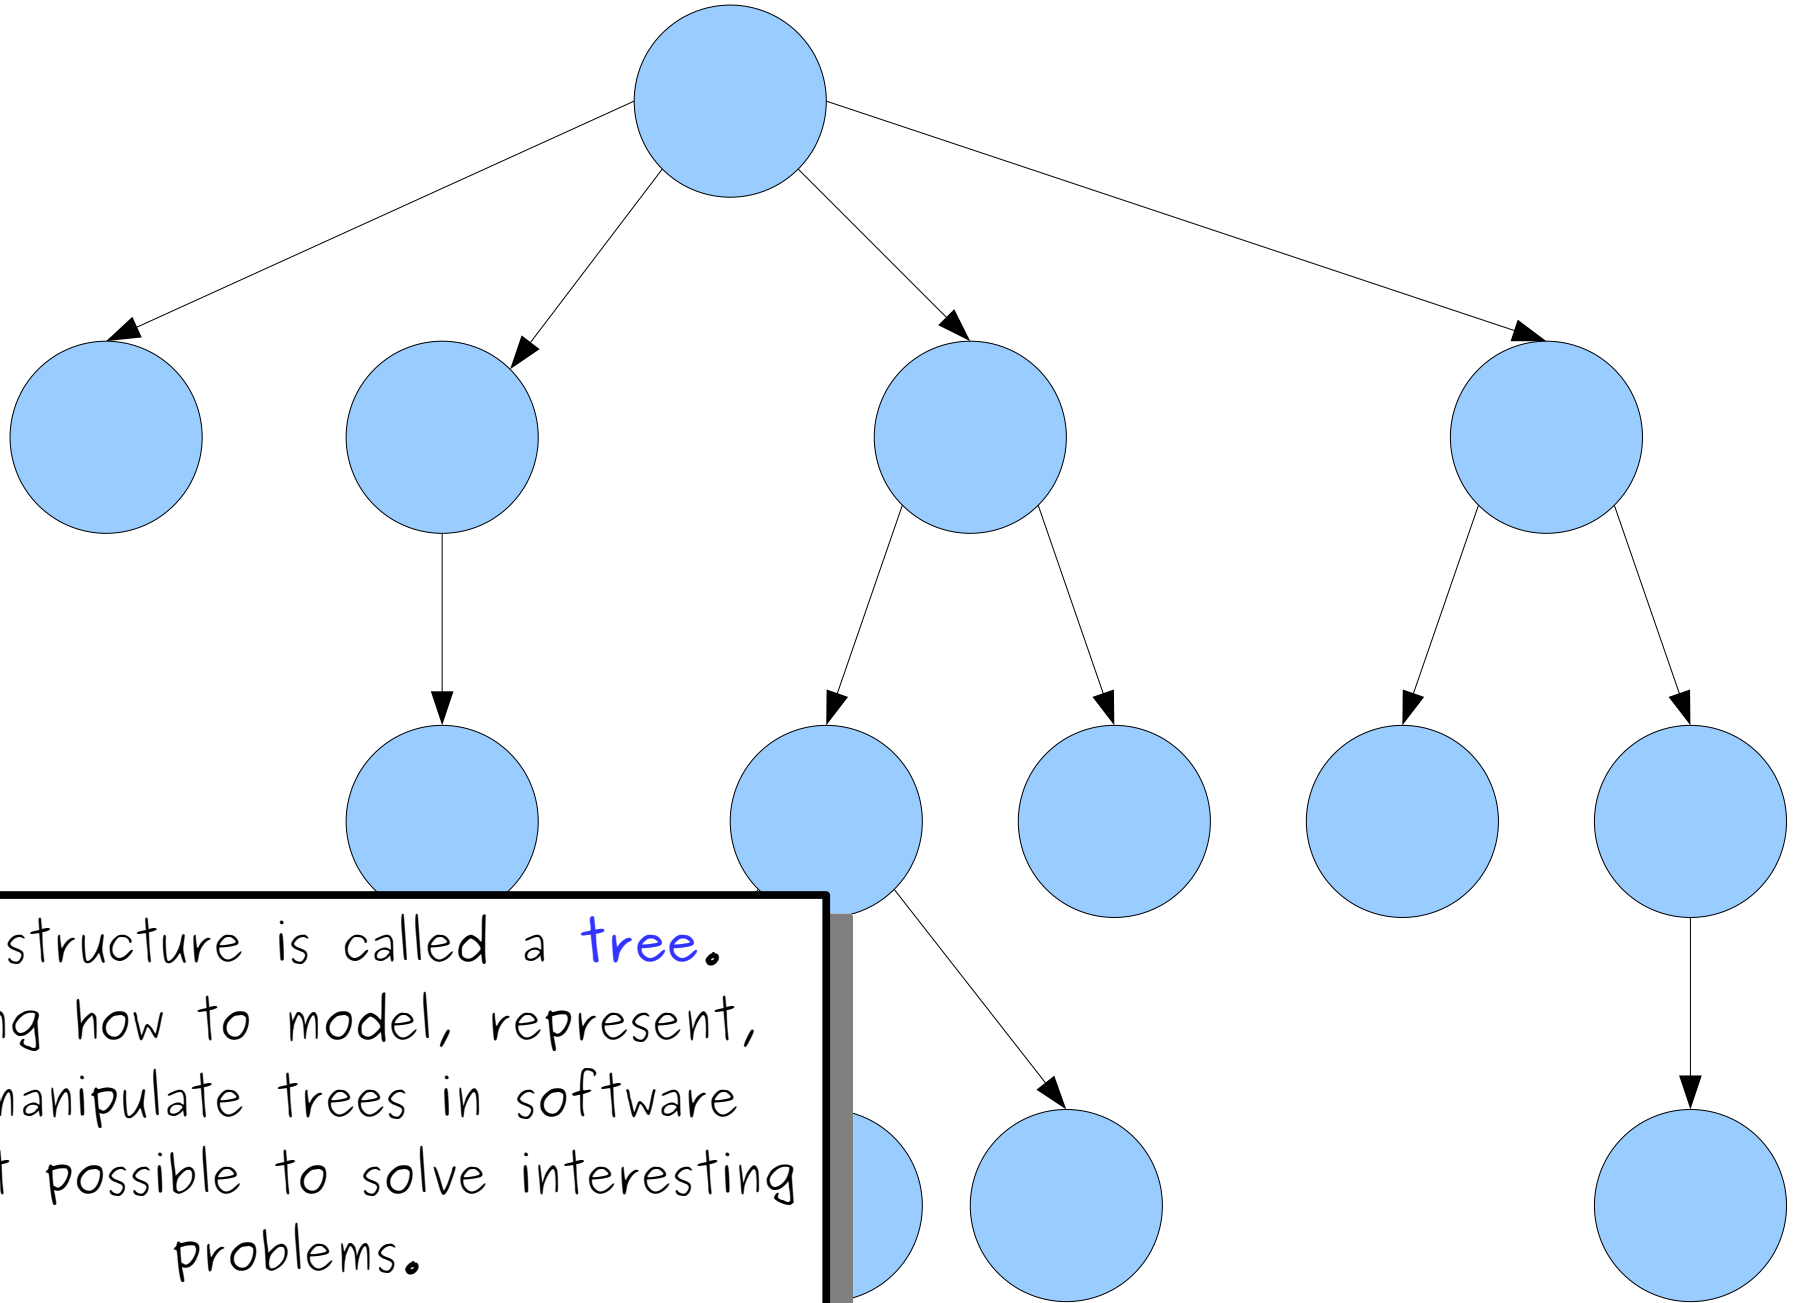 structure is called a tree.
how to model, represent,
manipulate trees in software
possible to solve interesting
problems.